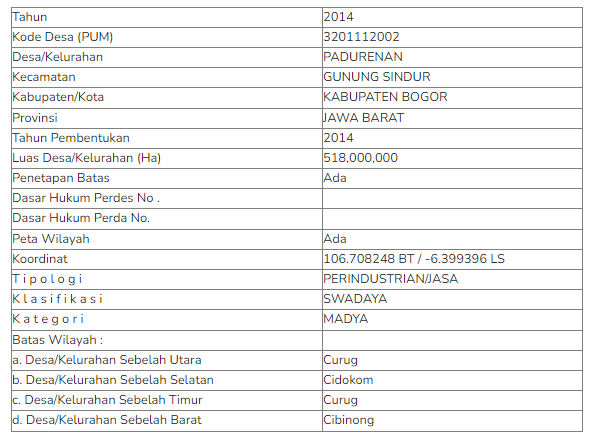 Tahun 2014
Kode Desa (PUM) 3201112002
Desa/Kelurahan PADURENAN
Kecamatan GUNUNG SINDUR
Kabupaten/Kota KABUPATEN BOGOR
Provinsi JAWA BARAT
Tahun Pembentukan 2014
Luas Desa/Kelurahan (Ha) 518,000,000
Penetapan Batas Ada
Dasar Hukum Perdes No .
Dasar Hukum Perda No.
Peta Wilayah Ada
Koordinat 106.708248 BT / -6.399396 LS
T i p o l o g i PERINDUSTRIAN/JASA
K l a s i f i k a s i SWADAYA
K a t e g o r i MADYA
Batas Wilayah :
a. Desa/Kelurahan Sebelah Utara Curug
b. Desa/Kelurahan Sebelah Selatan Cidokom
c. Desa/Kelurahan Sebelah Timur Curug
d. Desa/Kelurahan Sebelah Barat Cibinong